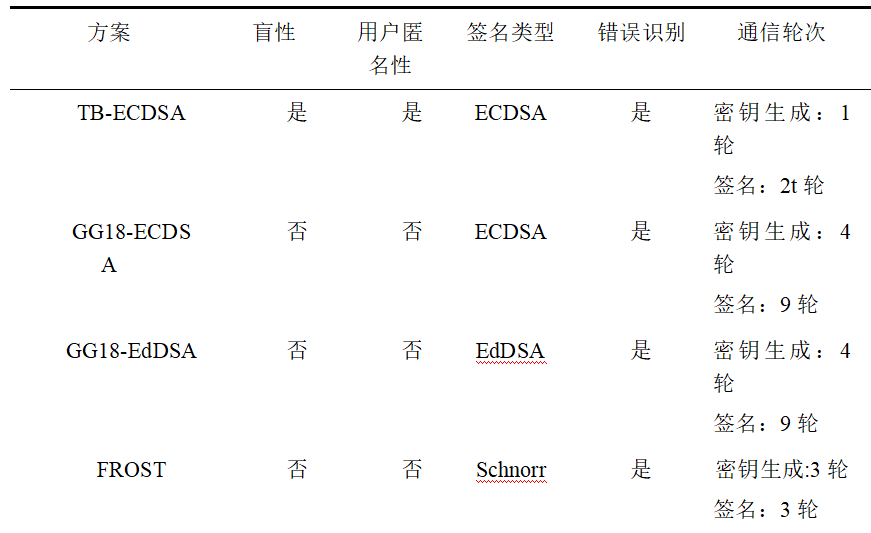 方案 盲性 用户匿 签名类型 错误识别 通信轮次
名性
TB-ECDSA 是 是 ECDSA 是 密钥生成：1
轮
签名：2t 轮
GG18-ECDS 否 否 ECDSA 是 密钥生成：4
A 轮
签名：9 轮
GG18-EdDSA 否 否 EdDSA 是 密钥生成：4
轮
签名：9 轮
FROST 否 否 Schnorr 是 密钥生成:3 轮
签名：3 轮